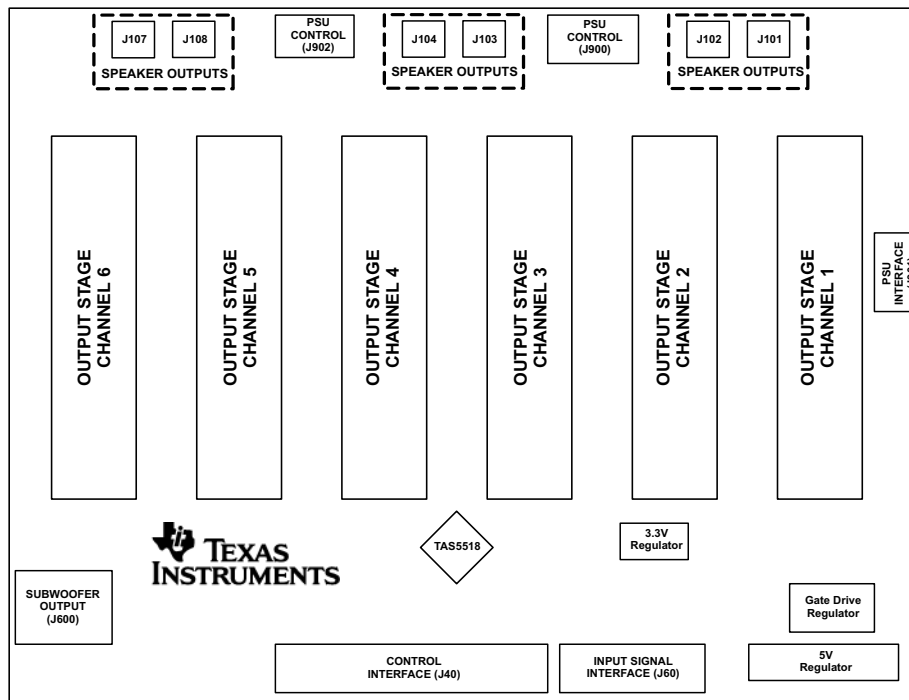 J107 J108
SPEAKER OUTPUTS
PSU
CONTROL
(J902)
J104 J103
SPEAKER OUTPUTS
PSU
CONTROL
(J900)
J102 J101
SPEAKER OUTPUTS
OUTPUT STAGE
CHANNEL 6
OUTPUT STAGE
CHANNEL 5
OUTPUT STAGE
CHANNEL 4
OUTPUT STAGE
CHANNEL 3
OUTPUT STAGE
CHANNEL 2
OUTPUT STAGE
CHANNEL 1
PSU
INTERFACE
TEXAS
INSTRUMENTS
TAS5518
3.3V
Regulator
SUBWOOFER
OUTPUT
(J600)
Gate Drive
Regulator
CONTROL
INTERFACE (J40)
INPUT SIGNAL
INTERFACE (J60)
5V
Regulator